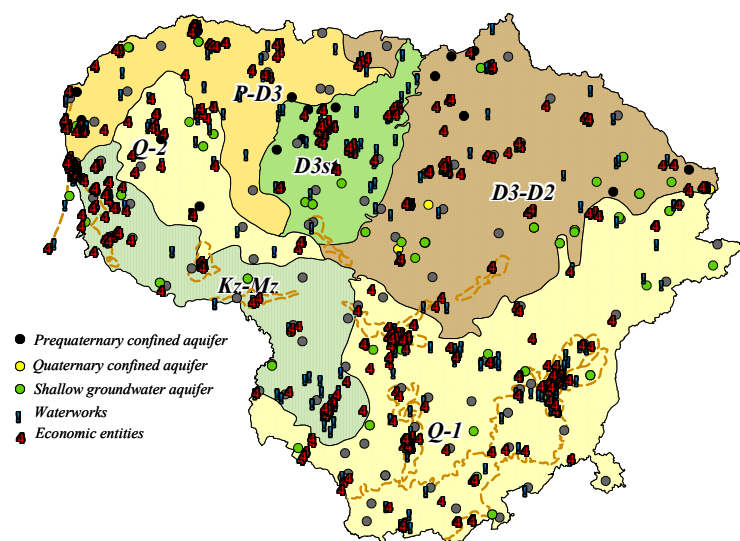 P-D3
Q-2
D3st
D3-D2
Kz-Mz
Q-1
Prequaternary confined aquifer
Quaternary confined aquifer
Shallow groundwater aquifer
Waterworks
Economic entities